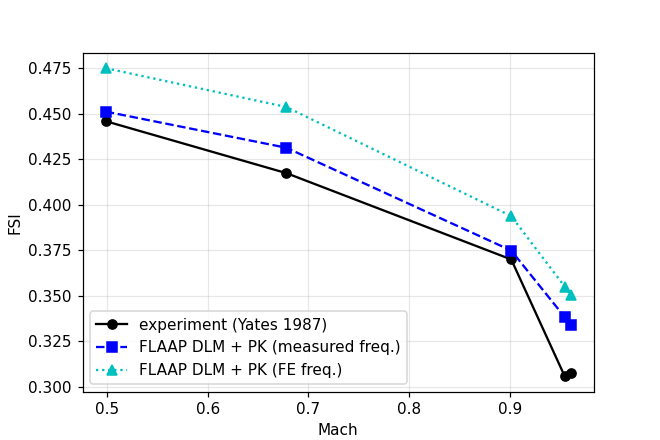 0.475
0.450
0.425
0.400
0.375
0.350
0.325
0.300
FSI
experiment (Yates 1987)
FLAAP DLM + PK (measured freq.)
FLAAP DLM + PK (FE freq.)
0.5 0.6 0.7 0.8 0.9
Mach